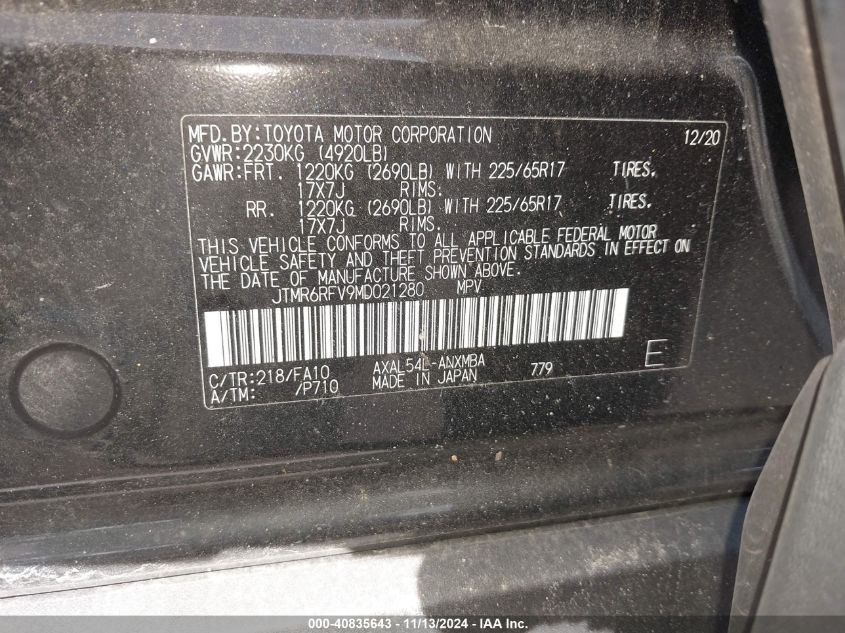 MFD.BY:TOYOTA MOTOR CORPORATION 12/20
GVWR:2230KG (4920LB)
GAWR:FRT. 1220KG (2690LB) WITH 225/65R17 TIRES.
17X7J RIMS.
RR. 1220KG (2690LB) WITH 225/65R17 TIRES.
17X7J RIMS.
THIS VEHICLE CONFORMS TO ALL APPLICABLE FEDERAL MOTOR
VEHICLE SAFETY AND THEFT PREVENTION STANDARDS IN EFFECT ON
THE DATE OF MANUFACTURE SHOWN ABOVE.
JTMR6RFV9MD021280 MPV
C/TR:218/FA10 AXAL54L-ANXMBA 779 E
A/TM: /P710 MADE IN JAPAN
000-40835643 - 11/13/2024 - IAA Inc.